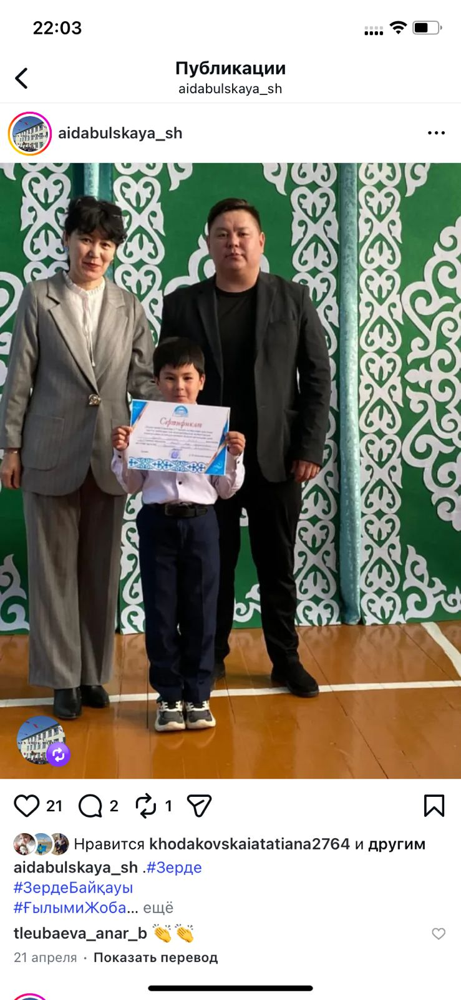 22:03
Публикации
aidabulskaya_sh
aidabulskaya_sh
Сертификат
21 2 1
Нравится khodakovskaiatatiana2764 и другим
aidabulskaya_sh .#Зерде
#ЗердеБайқауы
#ҒылымиЖоба... ещё
tleubaeva_anar_b 👏👏
21 апреля · Показать перевод